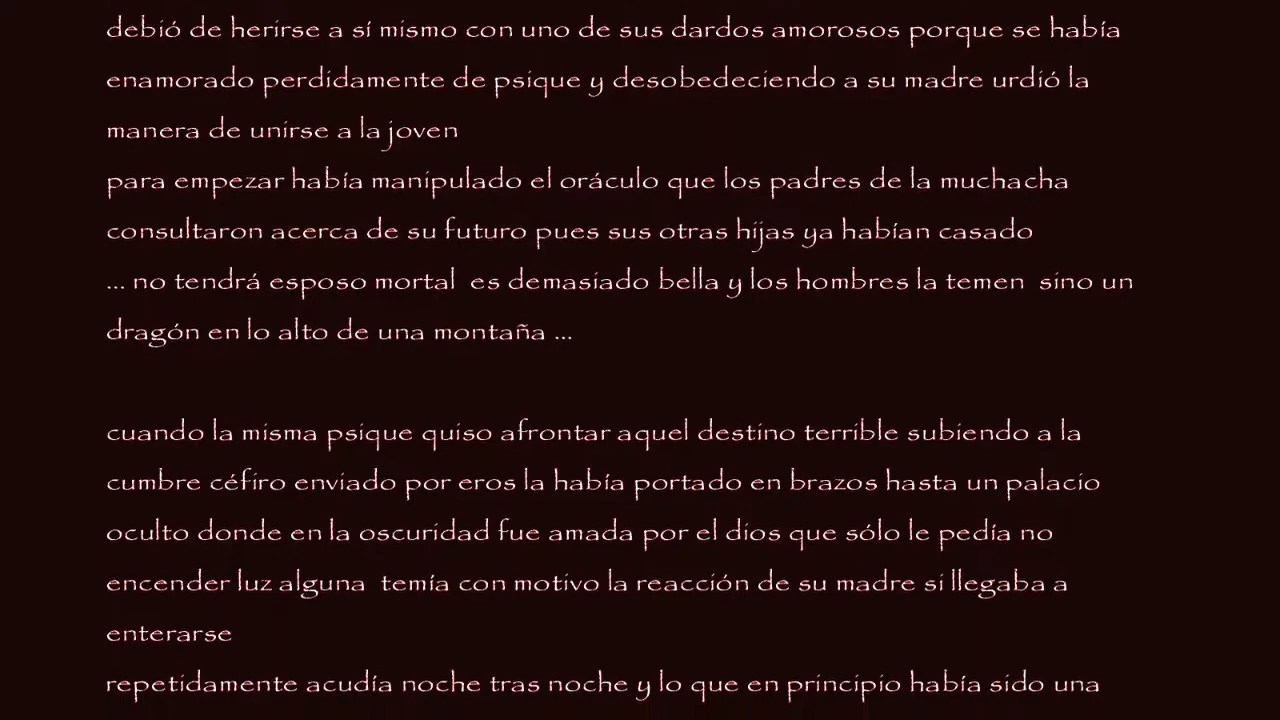 debió de herirse a sí mismo con uno de sus dardos amorosos porque se había
enamorado perdidamente de psique y desobedeciendo a su madre urdió la
manera de unirse a la joven
para empezar había manipulado el oráculo que los padres de la muchacha
consultaron acerca de su futuro pues sus otras hijas ya habían casado
... no tendrá esposo mortal es demasiado bella y los hombres la temen sino un
dragón en lo alto de una montaña ...
cuando la misma psique quiso afrontar aquel destino terrible subiendo a la
cumbre céfiro enviado por eros la había portado en brazos hasta un palacio
oculto donde en la oscuridad fue amada por el dios que sólo le pedía no
encender luz alguna temía con motivo la reacción de su madre si llegaba a
enterarse
repetidamente acudía noche tras noche y lo que en principio había sido una